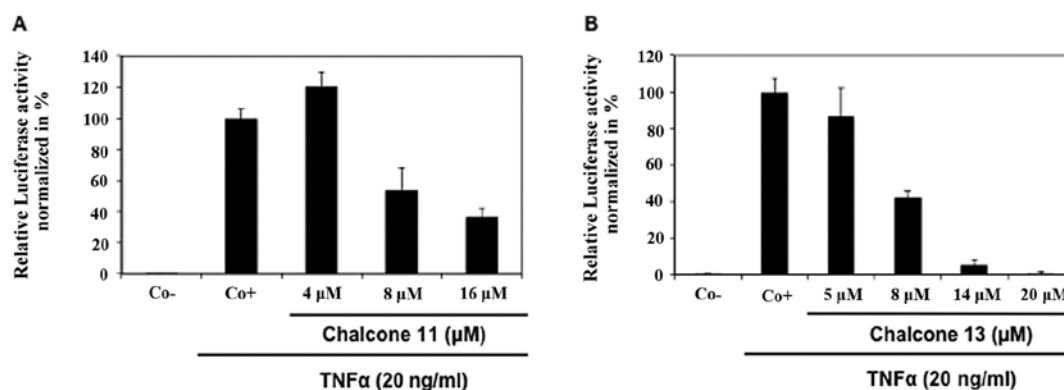 A
Relative Luciferase activity
normalized in %
140
120
100
80
60
40
20
0
Co-
Co+
4 µM
8 µM
16 µM
Chalcone 11 (µM)
TNFα (20 ng/ml)
B
Relative Luciferase activity
normalized in %
120
100
80
60
40
20
0
Co-
Co+
5 µM
8 µM
14 µM
20 µM
Chalcone 13 (µM)
TNFα (20 ng/ml)